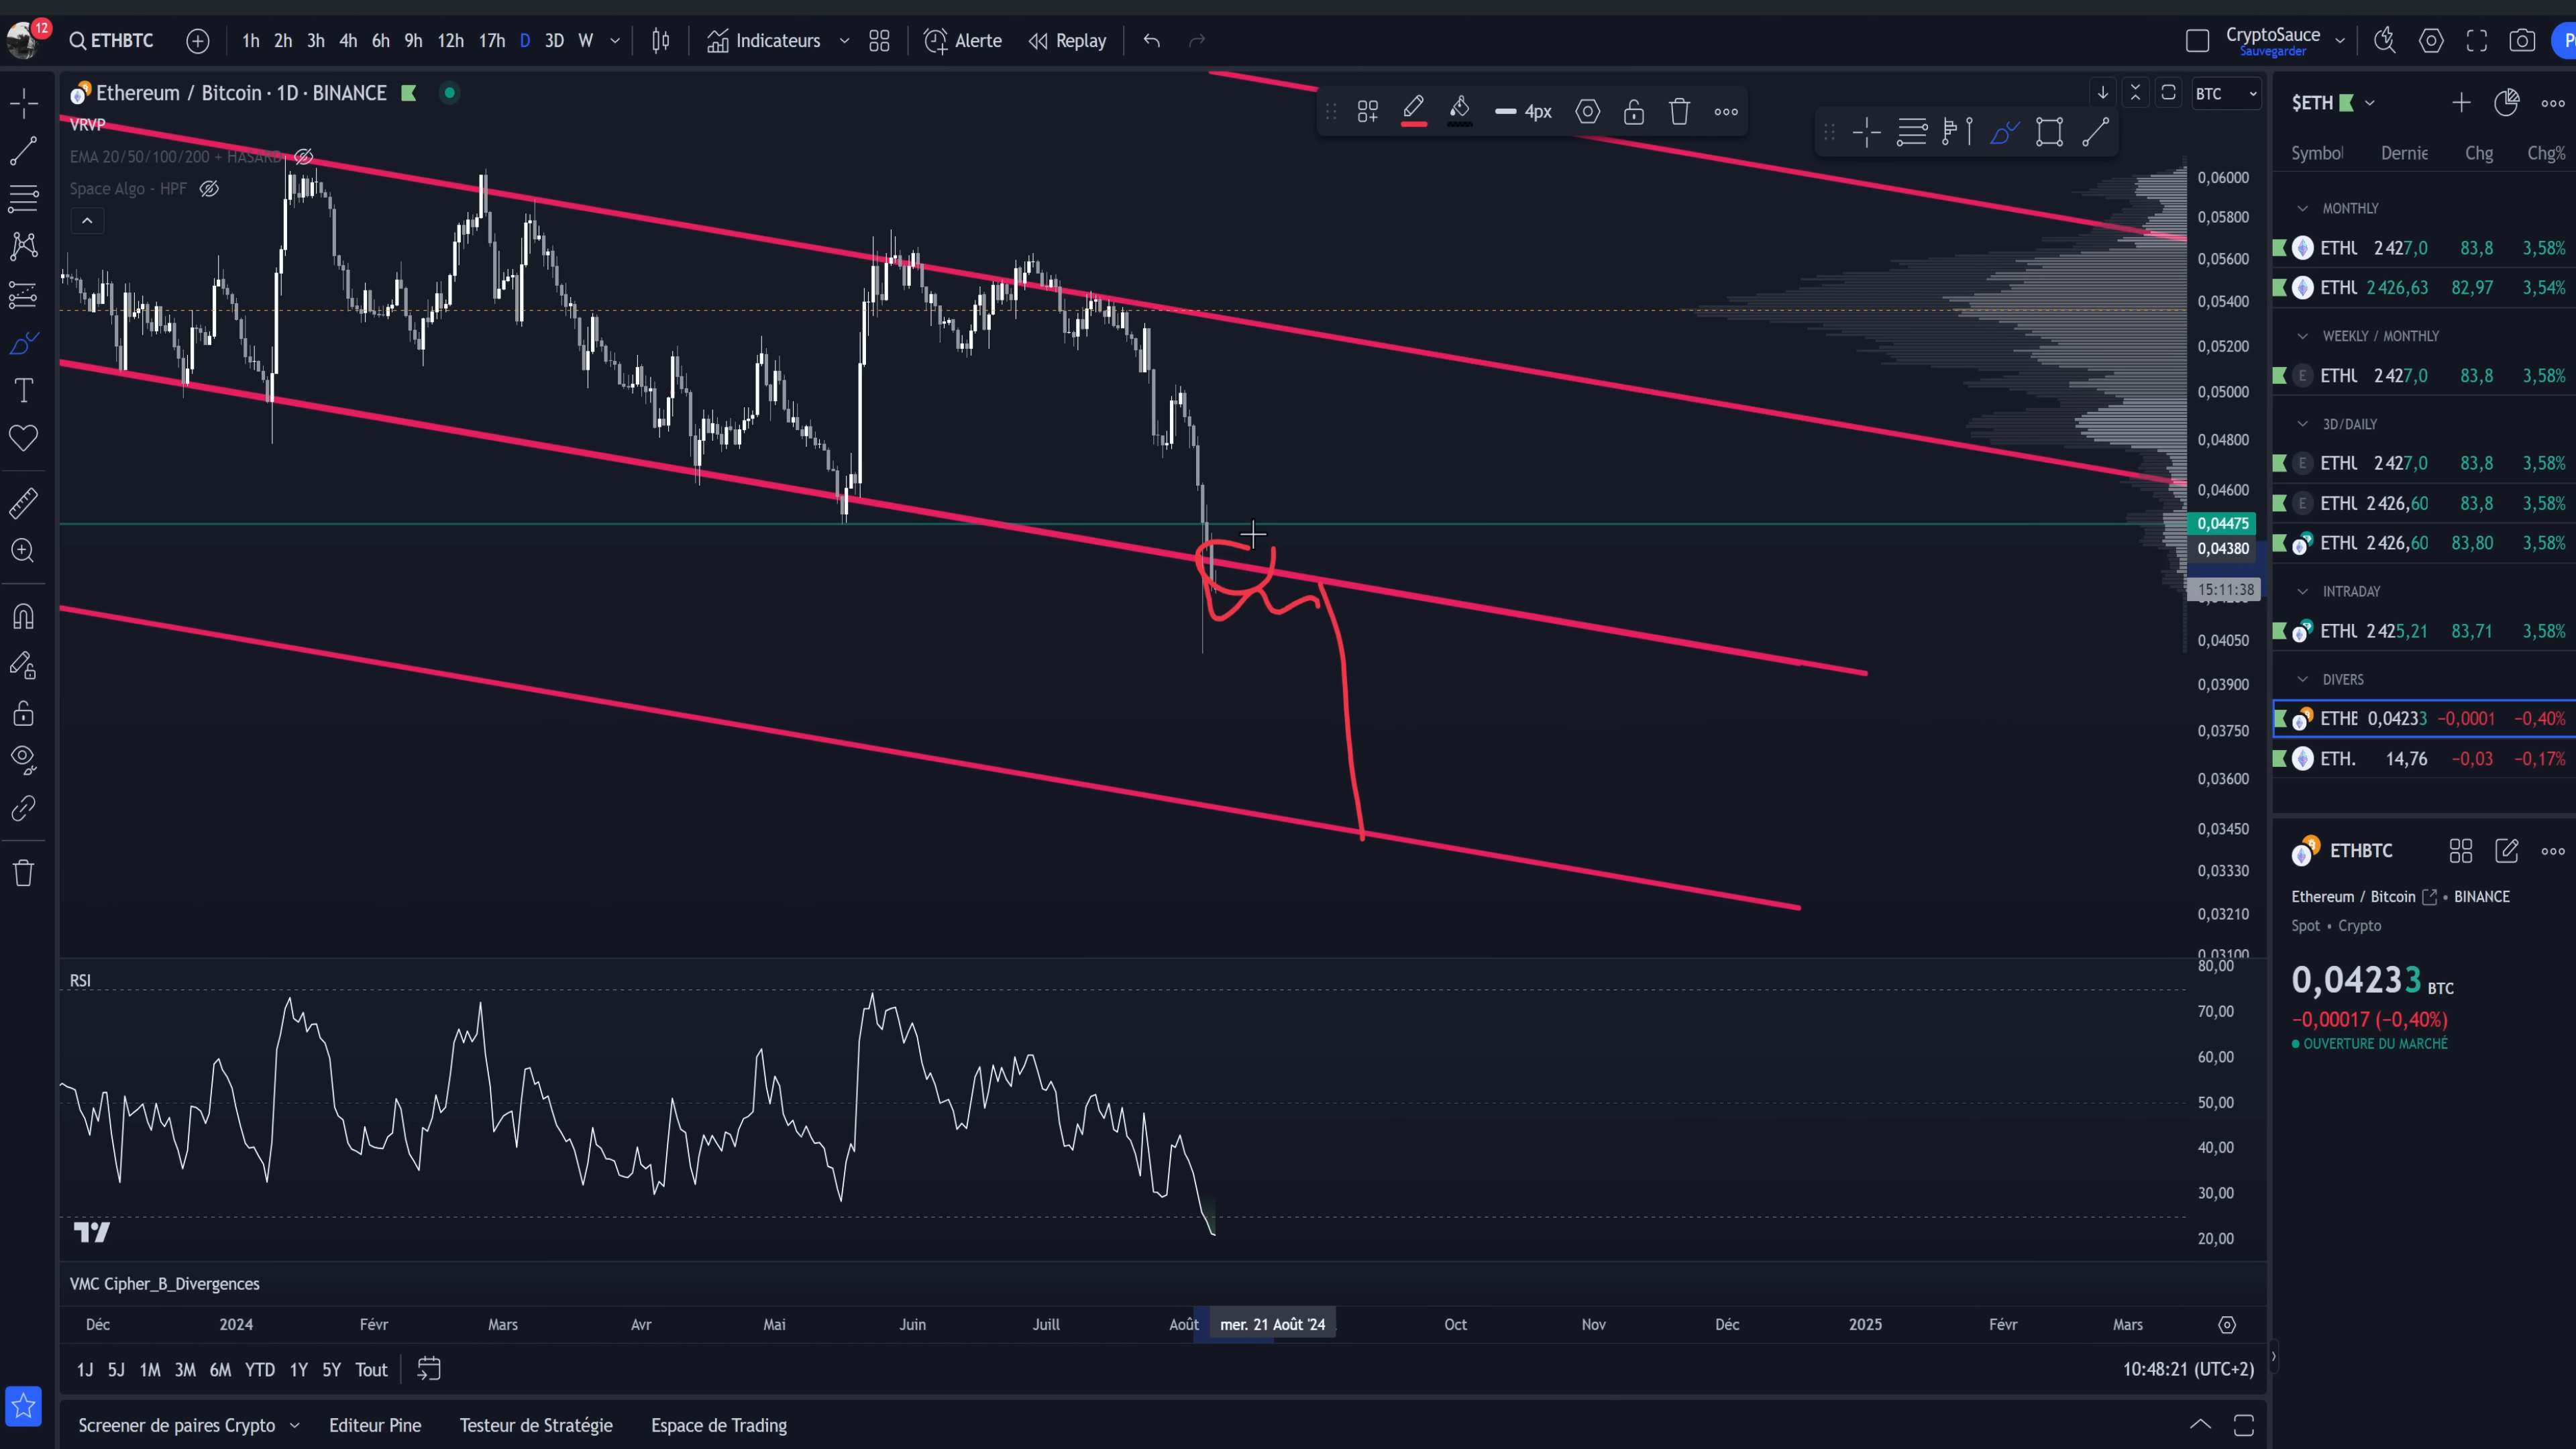 12
ETHBTC
1h 2h 3h 4h 6h 9h 12h 17h D 3D W
Indicateurs
Alerte
Replay
CryptoSauce
Sauvegarder
Ethereum / Bitcoin · 1D · BINANCE
VRVP
EMA 20/50/100/200 + HASARD
Space Algo - HPF
4px
BTC
0,06000
0,05800
0,05600
0,05400
0,05200
0,05000
0,04800
0,04600
0,04475
0,04380
15:11:38
0,04050
0,03900
0,03750
0,03600
0,03450
0,03330
0,03210
0,03100
RSI
80,00
70,00
60,00
50,00
40,00
30,00
20,00
VMC Cipher_B_Divergences
Déc 2024 Févr Mars Avr Mai Juin Juill Août mer. 21 Août '24 Oct Nov Déc 2025 Févr Mars
1J 5J 1M 3M 6M YTD 1Y 5Y Tout
10:48:21 (UTC+2)
Screener de paires Crypto Editeur Pine Testeur de Stratégie Espace de Trading
$ETH
Symbol Dernie Chg Chg%
MONTHLY
ETHU 2 427,0 83,8 3,58%
ETHU 2 426,63 82,97 3,54%
WEEKLY / MONTHLY
E ETHU 2 427,0 83,8 3,58%
3D/DAILY
E ETHU 2 427,0 83,8 3,58%
E ETHU 2 426,60 83,8 3,58%
ETHU 2 426,60 83,80 3,58%
INTRADAY
ETHU 2 425,21 83,71 3,58%
DIVERS
ETHB 0,04233 −0,0001 −0,40%
ETH. 14,76 −0,03 −0,17%
ETHBTC
Ethereum / Bitcoin • BINANCE
Spot • Crypto
0,04233 BTC
−0,00017 (−0,40%)
OUVERTURE DU MARCHÉ